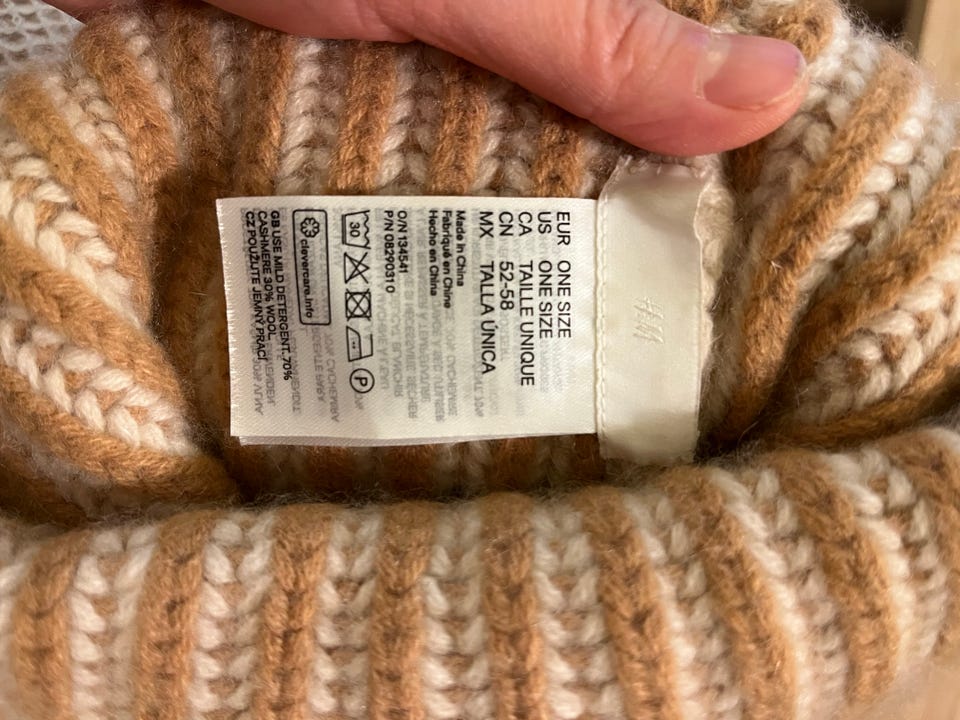 H&M
EUR ONE SIZE
US ONE SIZE
CA TAILLE UNIQUE
CN 52-58
MX TALLA ÚNICA
Made in China
Fabriqué en Chine
Hecho en China
O/N 134541
P/N 08290310
30
P
clevercare.info
GB USE MILD DETERGENT. 70%
CASHMERE 30% WOOL
CZ POUŽIJTE JEMNÝ PRACÍ